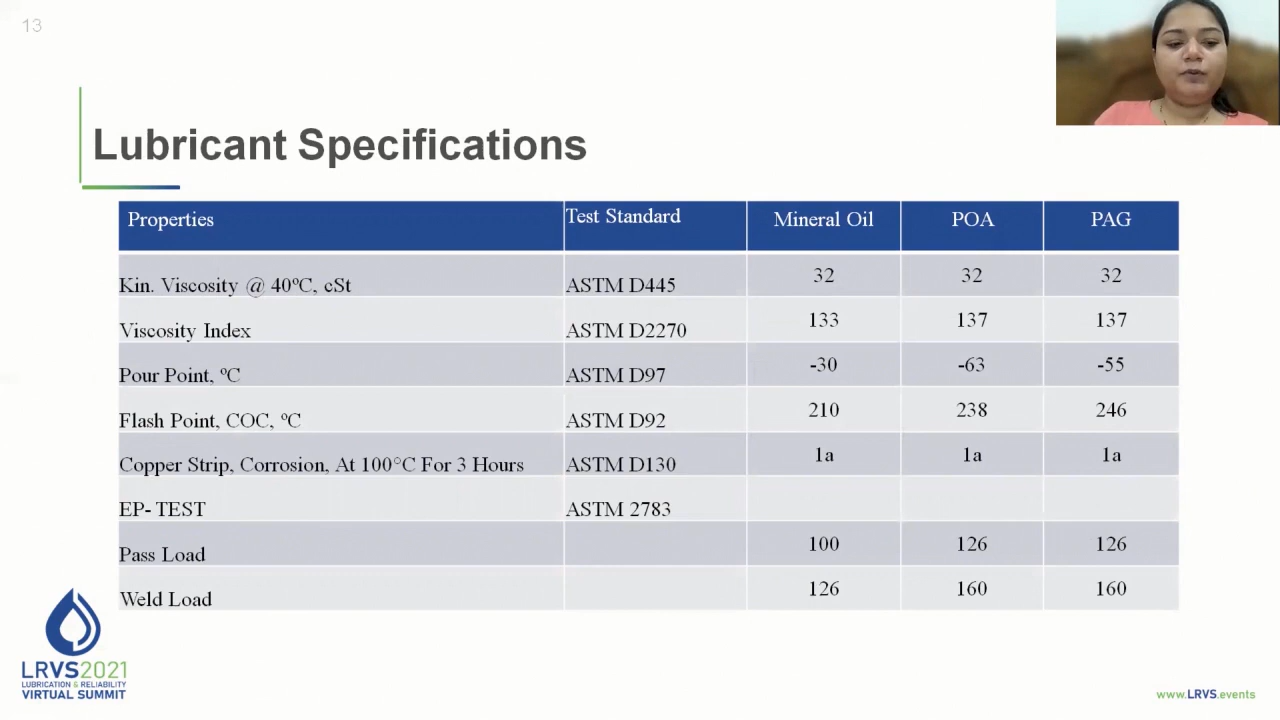 13
Lubricant Specifications
Properties Test Standard Mineral Oil POA PAG
Kin. Viscosity @ 40ºC, cSt ASTM D445 32 32 32
Viscosity Index ASTM D2270 133 137 137
Pour Point, ºC ASTM D97 -30 -63 -55
Flash Point, COC, ºC ASTM D92 210 238 246
Copper Strip, Corrosion, At 100°C For 3 Hours ASTM D130 1a 1a 1a
EP- TEST ASTM 2783
Pass Load 100 126 126
Weld Load 126 160 160
LRVS2021
LUBRICATION & RELIABILITY
VIRTUAL SUMMIT
www.LRVS.events